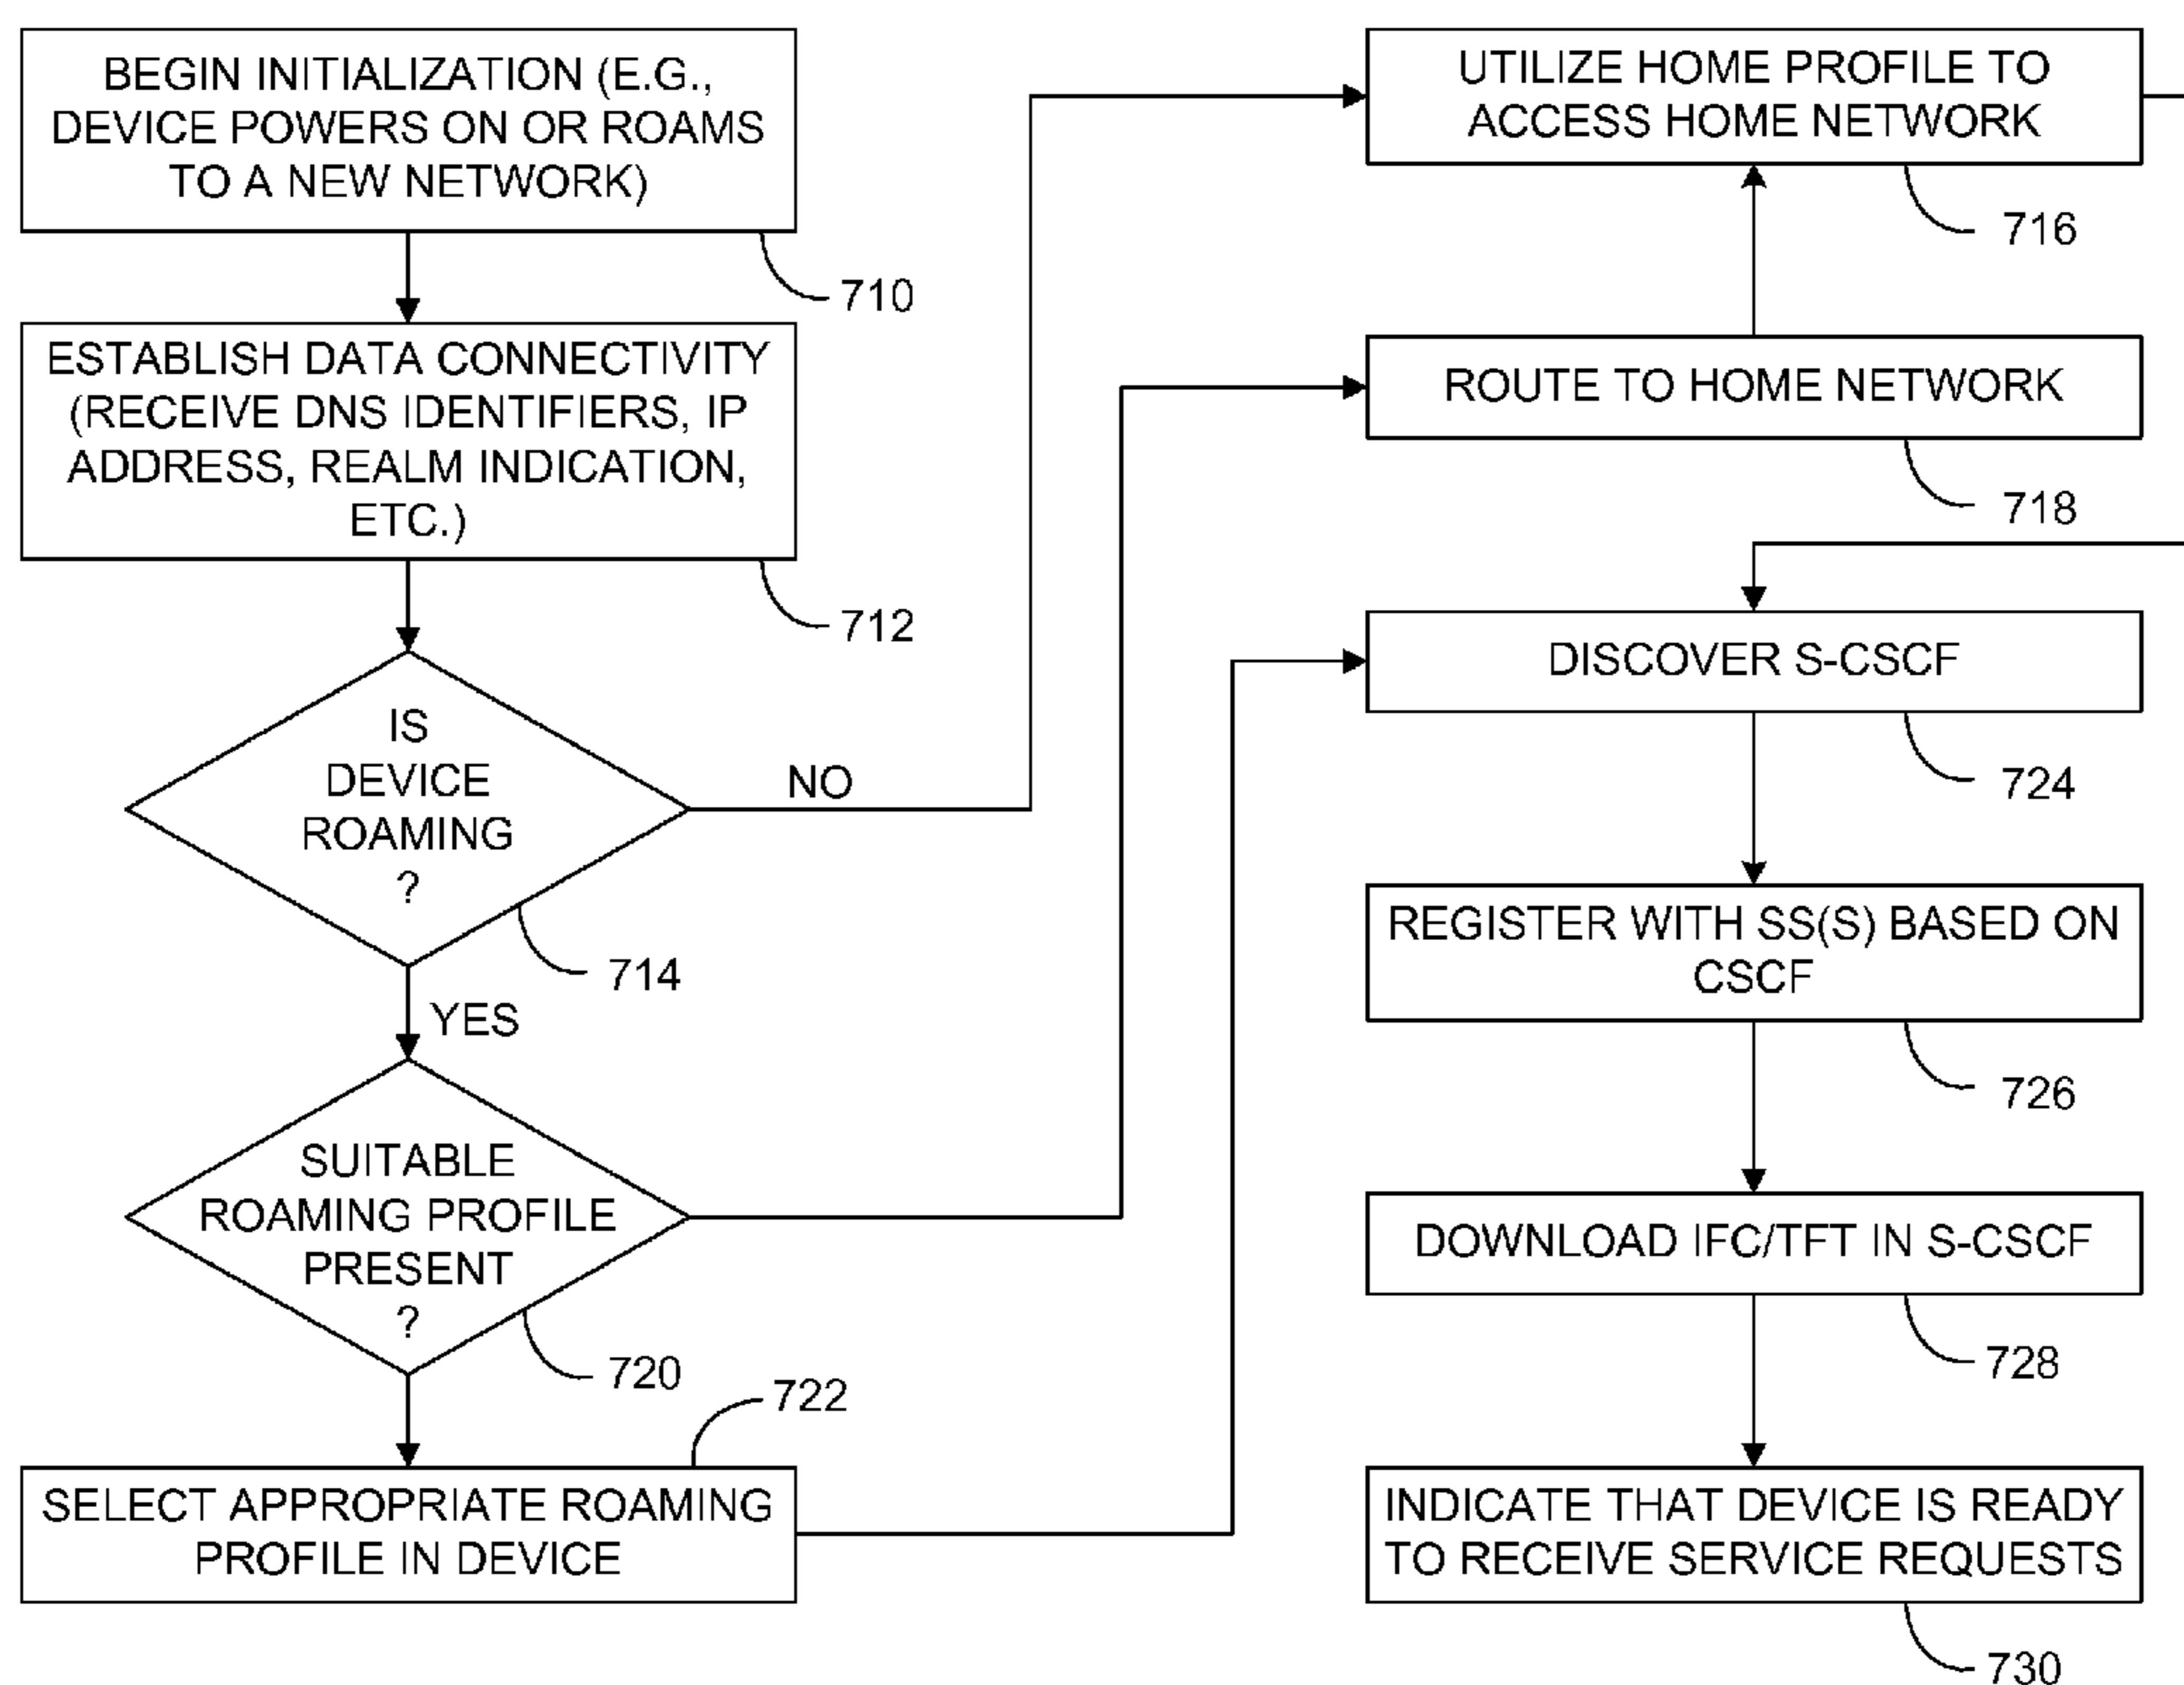 BEGIN INITIALIZATION (E.G.,
DEVICE POWERS ON OR ROAMS
TO A NEW NETWORK)
710
ESTABLISH DATA CONNECTIVITY
(RECEIVE DNS IDENTIFIERS, IP
ADDRESS, REALM INDICATION,
ETC.)
712
IS
DEVICE
ROAMING
?
NO
714
YES
SUITABLE
ROAMING PROFILE
PRESENT
?
720
722
SELECT APPROPRIATE ROAMING
PROFILE IN DEVICE
UTILIZE HOME PROFILE TO
ACCESS HOME NETWORK
716
ROUTE TO HOME NETWORK
718
DISCOVER S-CSCF
724
REGISTER WITH SS(S) BASED ON
CSCF
726
DOWNLOAD IFC/TFT IN S-CSCF
728
INDICATE THAT DEVICE IS READY
TO RECEIVE SERVICE REQUESTS
730